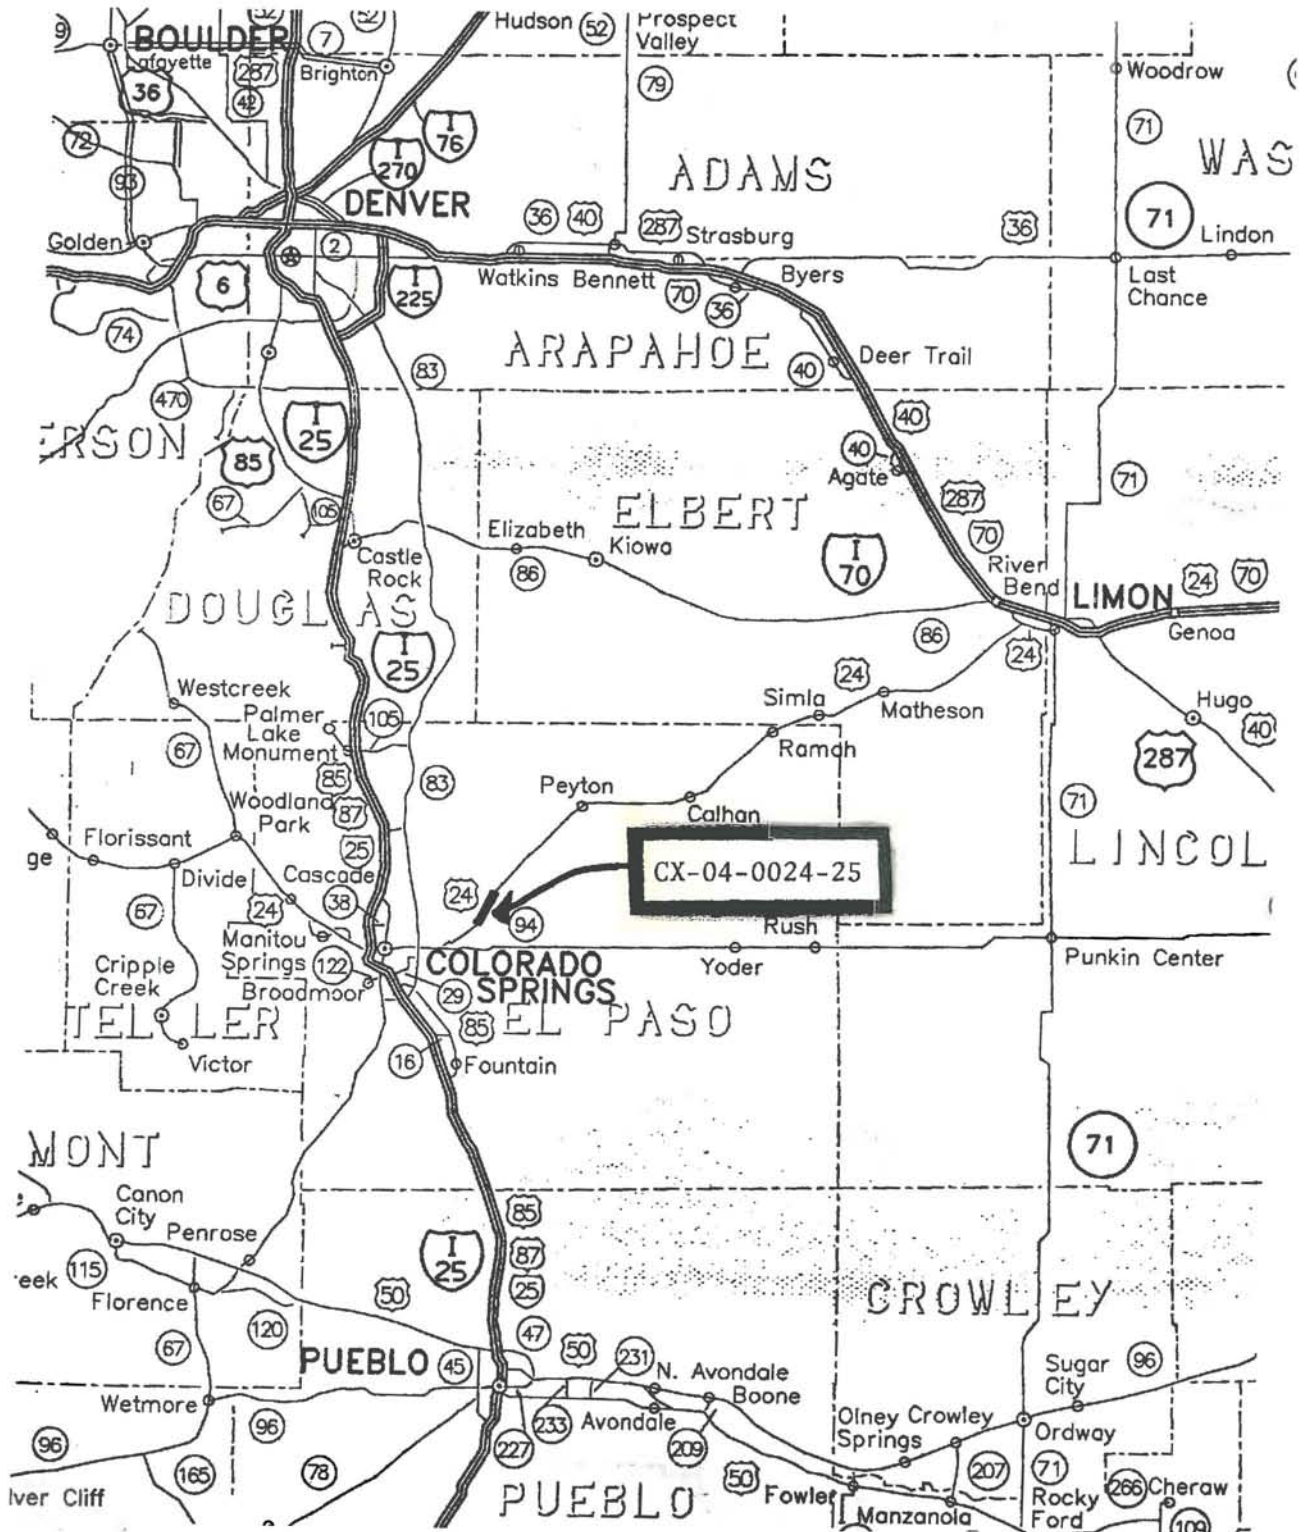 9
BOULDER
Lafayette
7
52
52
Hudson
52
Prospect
Valley
Brighton
287
42
36
79
Woodrow
71
72
I
76
I
270
ADAMS
WAS
93
DENVER
36
40
287
Strasburg
36
71
Lindon
Golden
2
6
I
225
Watkins
Bennett
70
36
Byers
Last
Chance
74
ARAPAHOE
40
Deer Trail
83
470
I
25
ERSON
85
67
105
40
40
Agate
287
71
ELBERT
Elizabeth
Kiowa
86
Castle
Rock
I
70
70
River
Bend
LIMON
24
70
DOUGLAS
I
25
86
24
Genoa
Westcreek
Palmer
Lake
Monument
105
Simla
24
Matheson
Hugo
40
67
Ramah
287
85
83
Peyton
Calhan
71
Woodland
Park
87
Florissant
25
ge
Divide
Cascade
CX-04-0024-25
LINCOL
24
38
24
94
Rush
67
Manitou
Springs
122
COLORADO
SPRINGS
Yoder
Punkin Center
Cripple
Creek
Broadmoor
29
TELLER
85
EL PASO
Victor
16
Fountain
71
MONT
Canon
City
Penrose
85
I
25
87
115
reek
25
Florence
50
CROWLEY
120
47
67
PUEBLO
45
50
231
N. Avondale
Boone
Sugar
City
96
Wetmore
96
233
Avondale
Olney
Springs
Crowley
Ordway
96
227
209
165
78
50
207
71
266
Cheraw
lver Cliff
PUEBLO
Fowler
Manzanola
Rocky
Ford
109